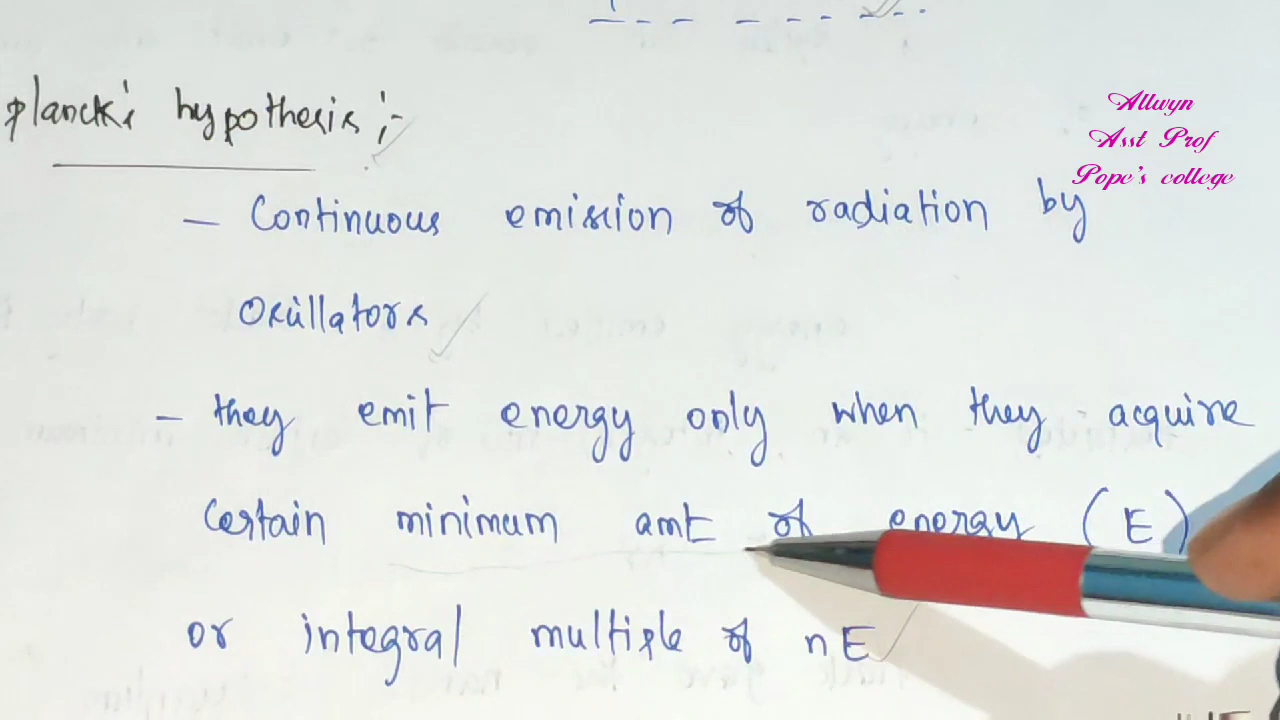 planck's hypothesis :-
Allwyn
Asst Prof
Pope's college
— Continuous emission of radiation by
oscillators
— they emit energy only when they acquire
certain minimum amt of energy (E)
or integral multiple of nE